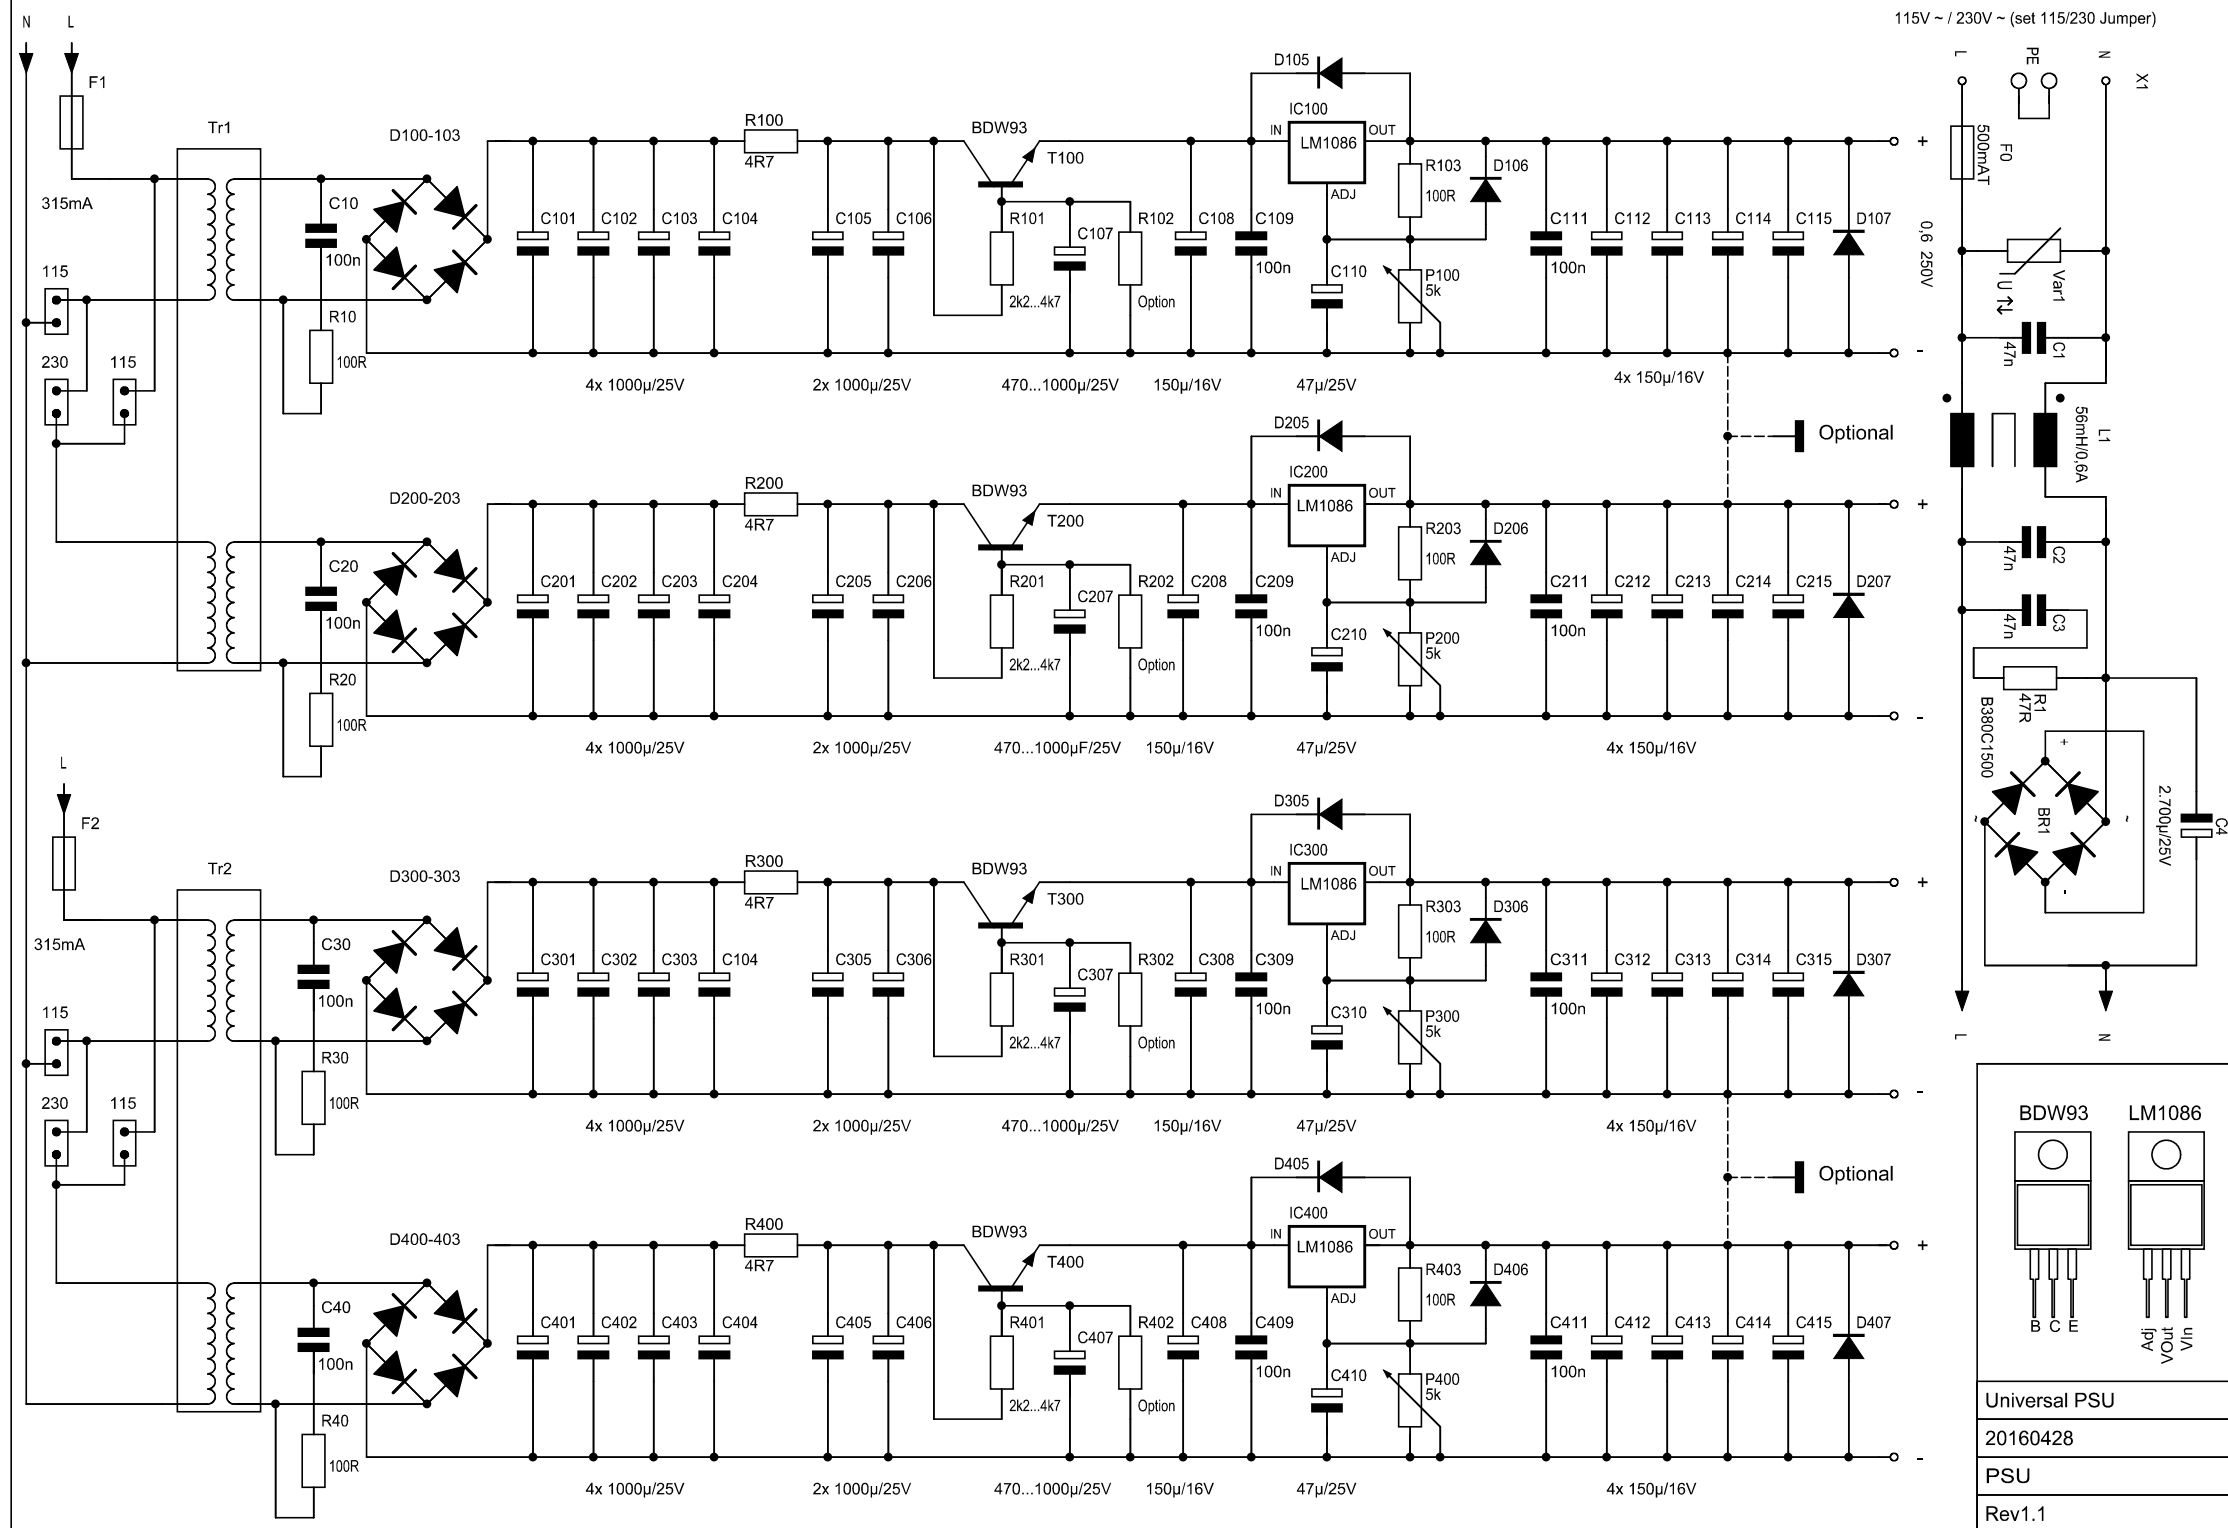 N
L
F1
315mA
115
230
115
Tr1
C10
100n
R10
100R
D100-103
C101
C102
C103
C104
4x 1000µ/25V
R100
4R7
C105
C106
2x 1000µ/25V
BDW93
T100
R101
2k2...4k7
C107
R102
Option
470...1000µ/25V
C108
150µ/16V
C109
100n
D105
IC100
IN
LM1086
OUT
ADJ
C110
47µ/25V
R103
100R
D106
P100
5k
C111
100n
C112
C113
C114
C115
4x 150µ/16V
D107
+
-
Optional
C20
100n
R20
100R
D200-203
C201
C202
C203
C204
4x 1000µ/25V
R200
4R7
C205
C206
2x 1000µ/25V
BDW93
T200
R201
2k2...4k7
C207
R202
Option
470...1000µF/25V
C208
150µ/16V
C209
100n
D205
IC200
IN
LM1086
OUT
ADJ
C210
47µ/25V
R203
100R
D206
P200
5k
C211
100n
C212
C213
C214
C215
4x 150µ/16V
D207
+
-
L
F2
315mA
115
230
115
Tr2
C30
100n
R30
100R
D300-303
C301
C302
C303
C104
4x 1000µ/25V
R300
4R7
C305
C306
2x 1000µ/25V
BDW93
T300
R301
2k2...4k7
C307
R302
Option
470...1000µ/25V
C308
150µ/16V
C309
100n
D305
IC300
IN
LM1086
OUT
ADJ
C310
47µ/25V
R303
100R
D306
P300
5k
C311
100n
C312
C313
C314
C315
4x 150µ/16V
D307
+
-
Optional
C40
100n
R40
100R
D400-403
C401
C402
C403
C404
4x 1000µ/25V
R400
4R7
C405
C406
2x 1000µ/25V
BDW93
T400
R401
2k2...4k7
C407
R402
Option
470...1000µ/25V
C408
150µ/16V
C409
100n
D405
IC400
IN
LM1086
OUT
ADJ
C410
47µ/25V
R403
100R
D406
P400
5k
C411
100n
C412
C413
C414
C415
4x 150µ/16V
D407
+
-
115V ~ / 230V ~ (set 115/230 Jumper)
L
PE
N
X1
F0
500mAT
0,6 250V
Var1
U
C1
47n
L1
56mH/0,6A
C2
47n
C3
47n
R1
47R
B380C1500
+
~
BR1
~
-
2.700µ/25V
C4
L
N
BDW93
B C E
LM1086
Adj
VOut
Vin
Universal PSU
20160428
PSU
Rev1.1